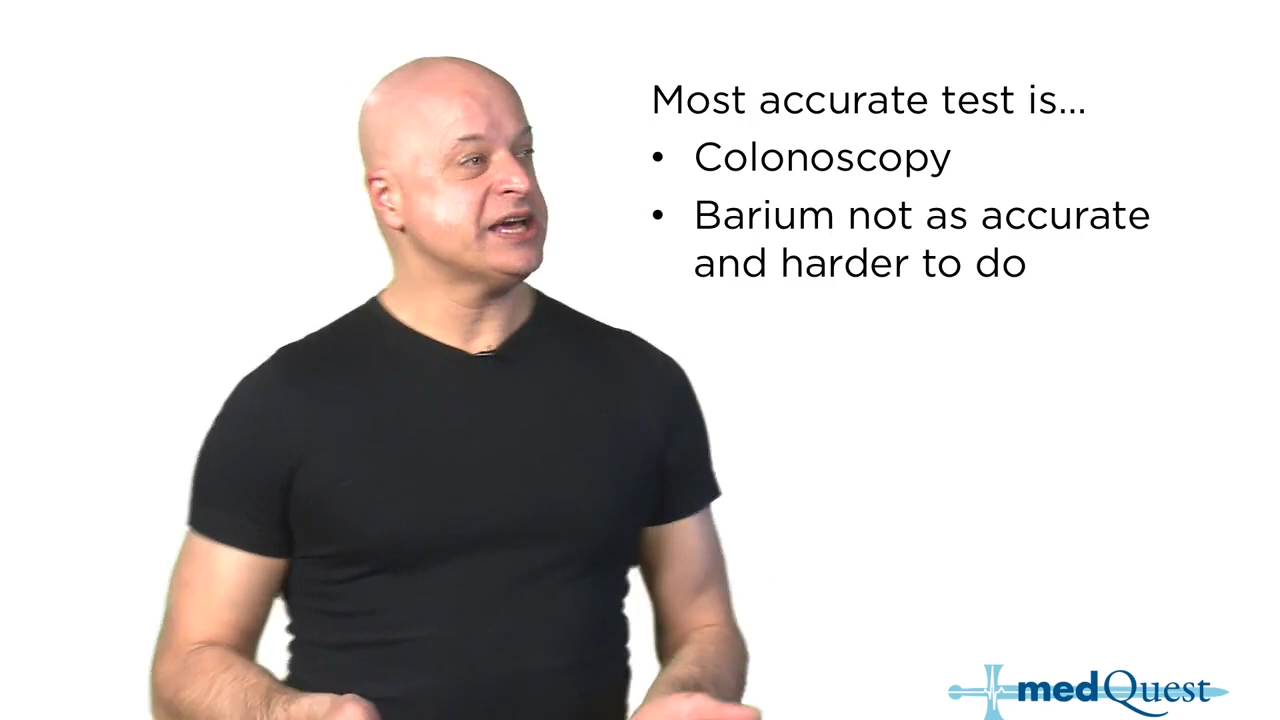 Most accurate test is...
• Colonoscopy
• Barium not as accurate
and harder to do
medQuest